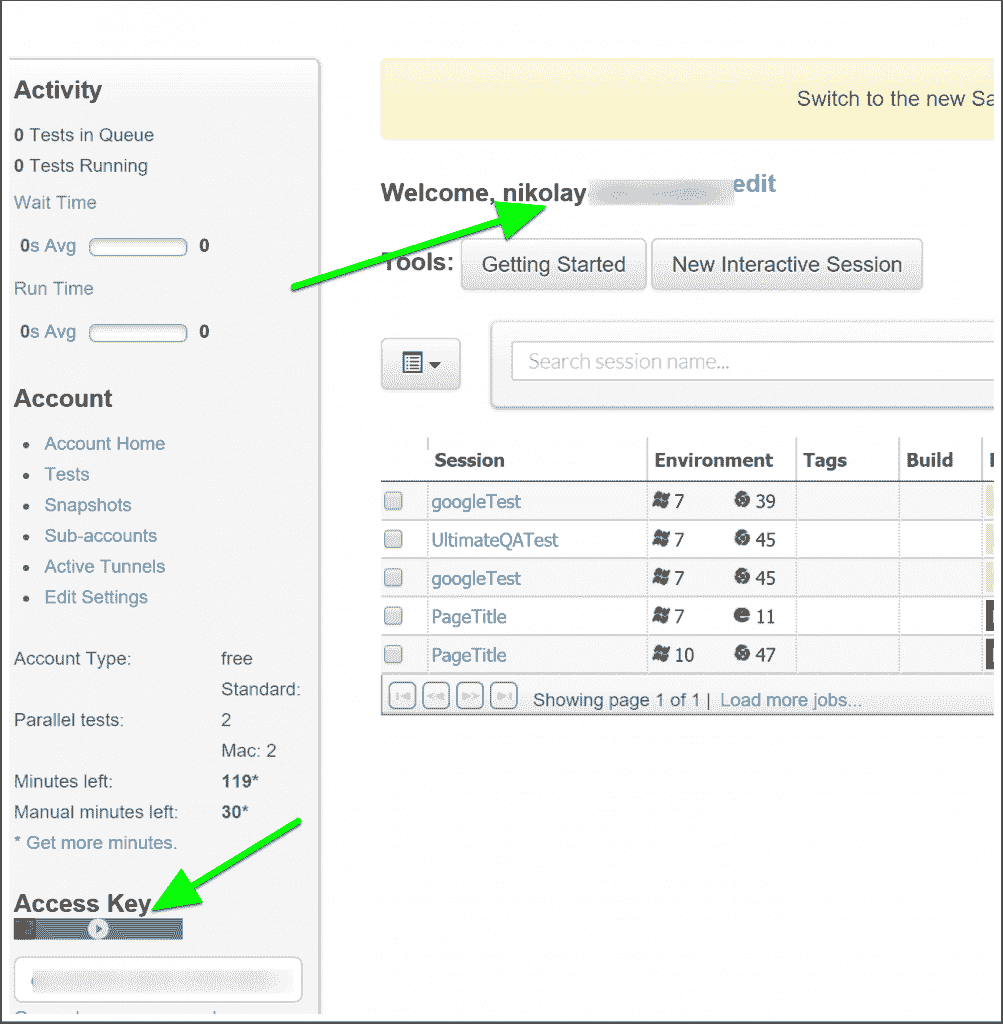 Activity
0 Tests in Queue
0 Tests Running
Wait Time
0s Avg 0
Run Time
0s Avg 0
Account
Account Home
Tests
Snapshots
Sub-accounts
Active Tunnels
Edit Settings
Account Type: free
Standard:
Parallel tests: 2
Mac: 2
Minutes left: 119*
Manual minutes left: 30*
* Get more minutes.
Access Key
Switch to the new Sa
Welcome, nikolay edit
Tools: Getting Started New Interactive Session
Search session name...
Session Environment Tags Build
googleTest 7 39
UltimateQATest 7 45
googleTest 7 45
PageTitle 7 11
PageTitle 10 47
Showing page 1 of 1 | Load more jobs...